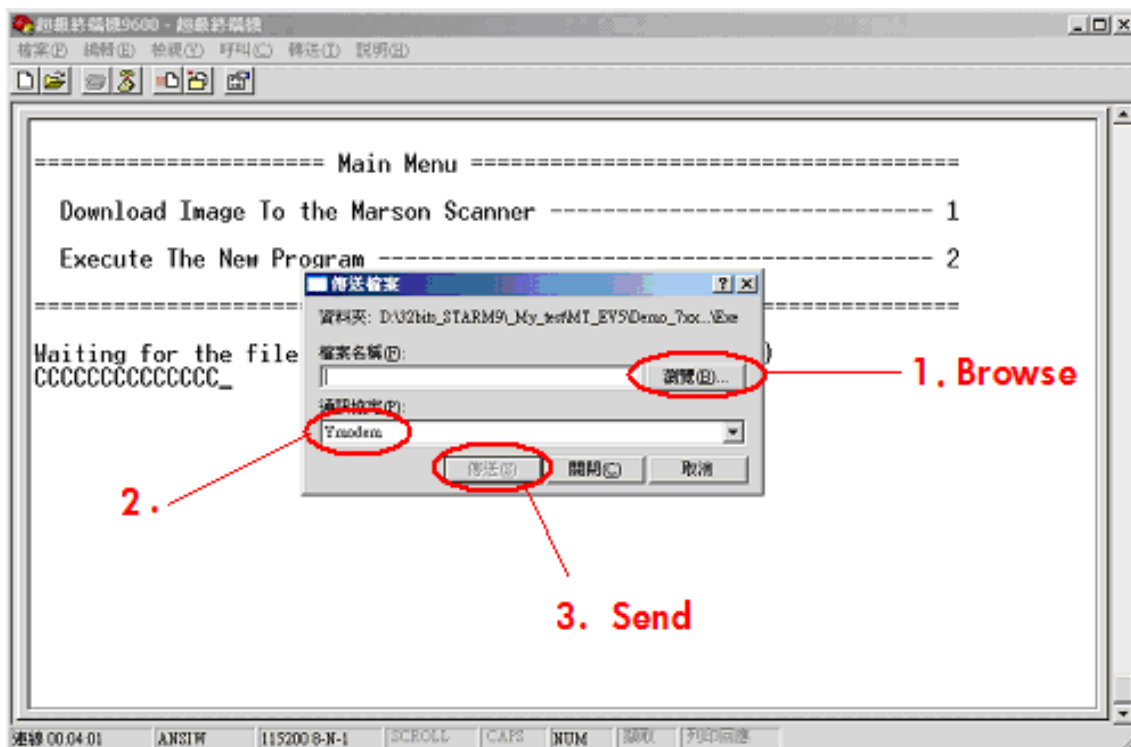 超級終端機9600 - 超級終端機
檔案(F) 編輯(E) 檢視(V) 呼叫(C) 轉送(T) 說明(H)
====================== Main Menu =====================================
Download Image To the Marson Scanner ----------------------------- 1
Execute The New Program ------------------------------------------ 2
傳送檔案
資料夾: D:\32bits_STARM9\_My_test\MT_EV5\Demo_7xx...\Exe
Waiting for the file
檔案名稱(F):
)
CCCCCCCCCCCCCC_
瀏覽(B)...
1. Browse
通訊協定(P):
Ymodem
2.
傳送(S) 關閉(C) 取消
3. Send
連線 00:04:01 ANSIW 115200 8-N-1 SCROLL CAPS NUM 擷取 列印回應